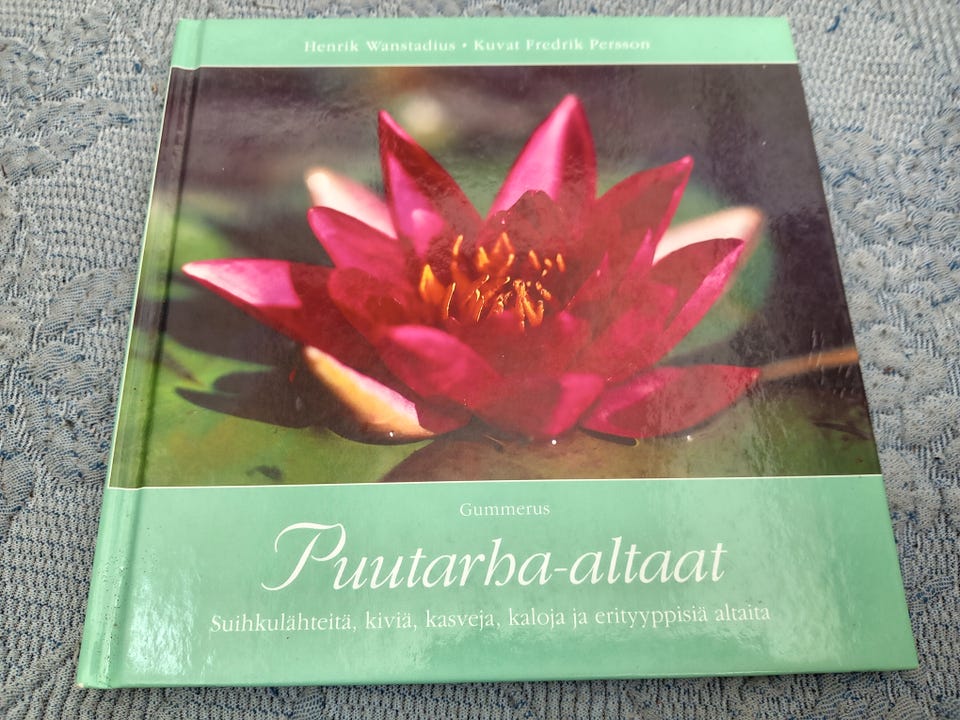 Henrik Wanstadius • Kuvat Fredrik Persson
Gummerus
Puutarha-altaat
Suihkulähteitä, kiviä, kasveja, kaloja ja erityyppisiä altaita